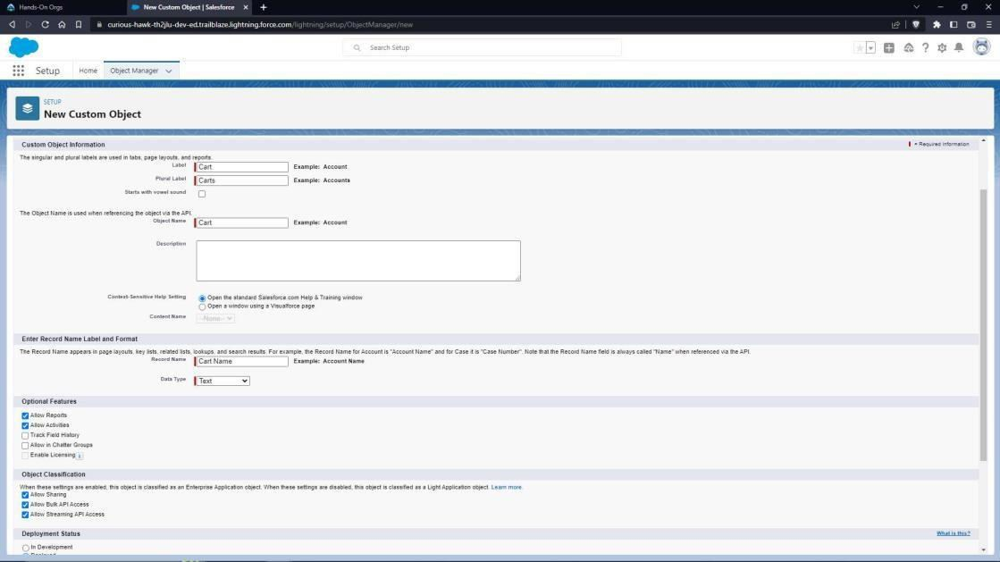 Hands-On Orgs
New Custom Object | Salesforce
curious-hawk-th2jlu-dev-ed.trailblaze.lightning.force.com/lightning/setup/ObjectManager/new
Search Setup
Setup
Home
Object Manager
SETUP
New Custom Object
Custom Object Information
= Required Information
The singular and plural labels are used in tabs, page layouts, and reports.
Label Cart Example: Account
Plural Label Carts Example: Accounts
Starts with vowel sound
The Object Name is used when referencing the object via the API.
Object Name Cart Example: Account
Description
Context-Sensitive Help Setting Open the standard Salesforce.com Help & Training window
Open a window using a Visualforce page
Content Name --None--
Enter Record Name Label and Format
The Record Name appears in page layouts, key lists, related lists, lookups, and search results. For example, the Record Name for Account is "Account Name" and for Case it is "Case Number". Note that the Record Name field is always called "Name" when referenced via the API.
Record Name Cart Name Example: Account Name
Data Type Text
Optional Features
Allow Reports
Allow Activities
Track Field History
Allow in Chatter Groups
Enable Licensing i
Object Classification
When these settings are enabled, this object is classified as an Enterprise Application object. When these settings are disabled, this object is classified as a Light Application object. Learn more.
Allow Sharing
Allow Bulk API Access
Allow Streaming API Access
Deployment Status What is this?
In Development